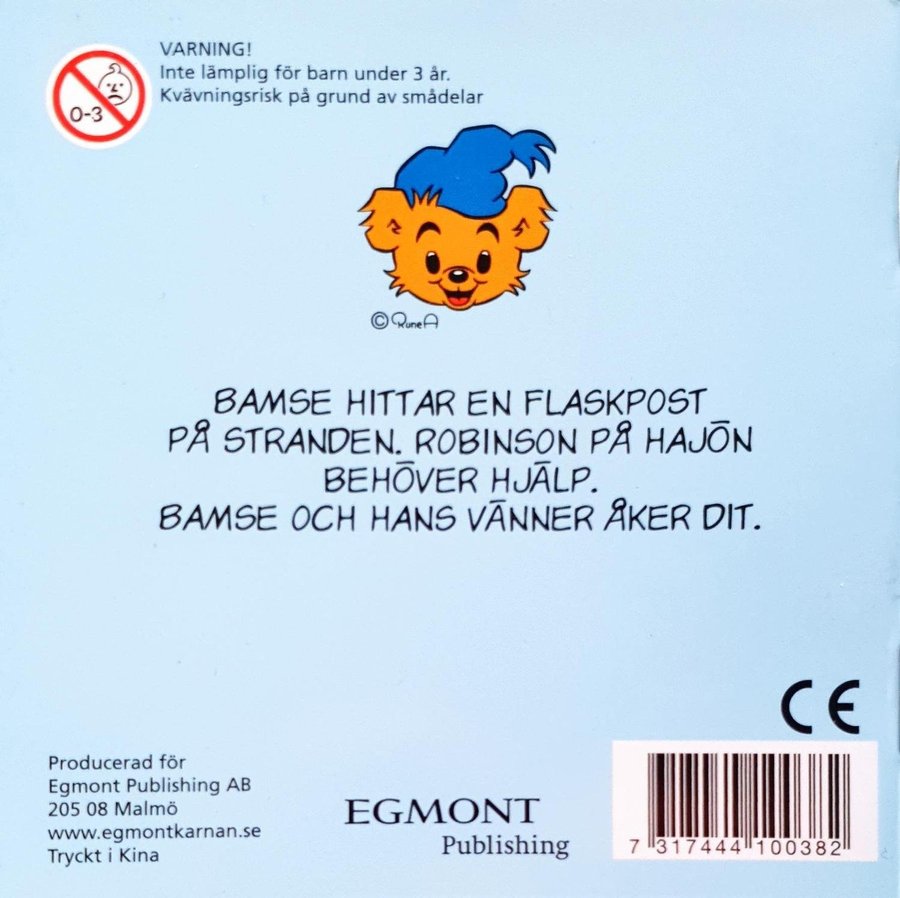 VARNING!
Inte lämplig för barn under 3 år.
Kvävningsrisk på grund av smådelar
0-3
© Rune A
BAMSE HITTAR EN FLASKPOST
PÅ STRANDEN. ROBINSON PÅ HAJÖN
BEHÖVER HJÄLP.
BAMSE OCH HANS VÄNNER ÅKER DIT.
CE
Producerad för
Egmont Publishing AB
205 08 Malmö
www.egmontkarnan.se
Tryckt i Kina
EGMONT
Publishing
7 317444 100382